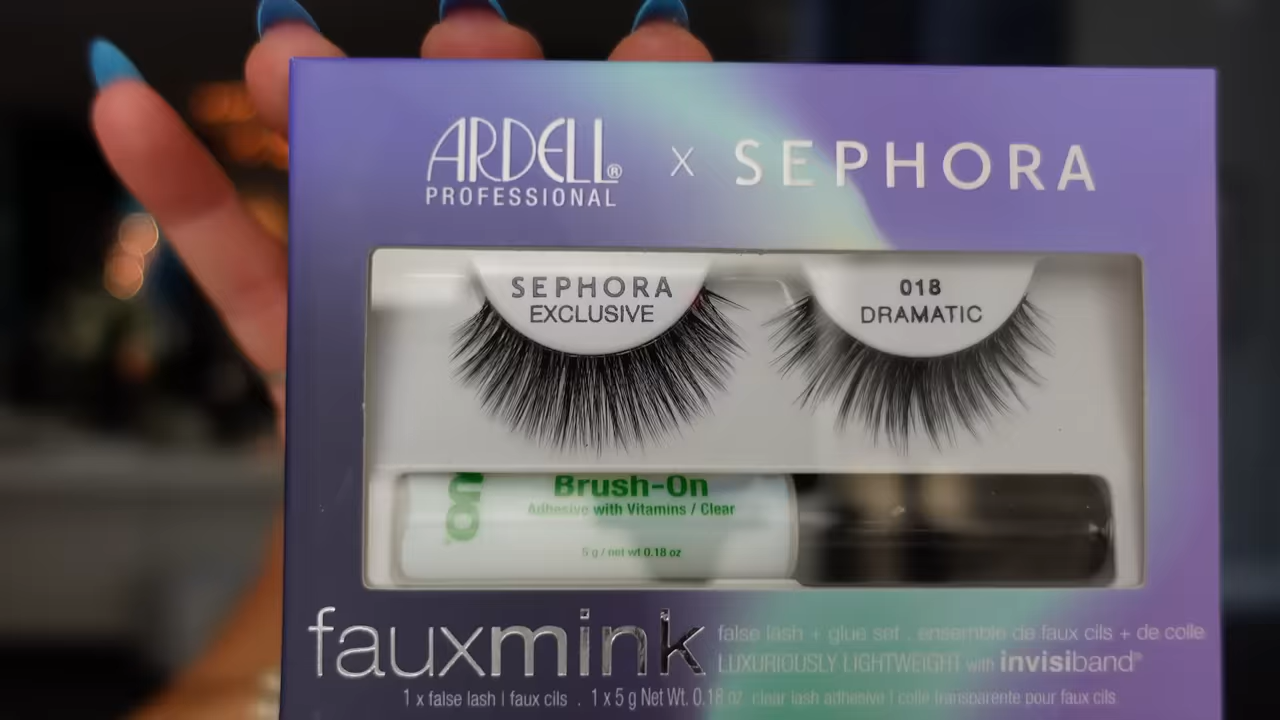 ARDELL® X SEPHORA
PROFESSIONAL
SEPHORA
EXCLUSIVE
018
DRAMATIC
Brush-On
Adhesive with Vitamins / Clear
5 g / net wt 0.18 oz
fauxmink
false lash + glue set . ensemble de faux cils + de colle
LUXURIOUSLY LIGHTWEIGHT with invisiband®
1 x false lash | faux cils . 1 x 5 g Net Wt. 0.18 oz. clear lash adhesive | colle transparente pour faux cils